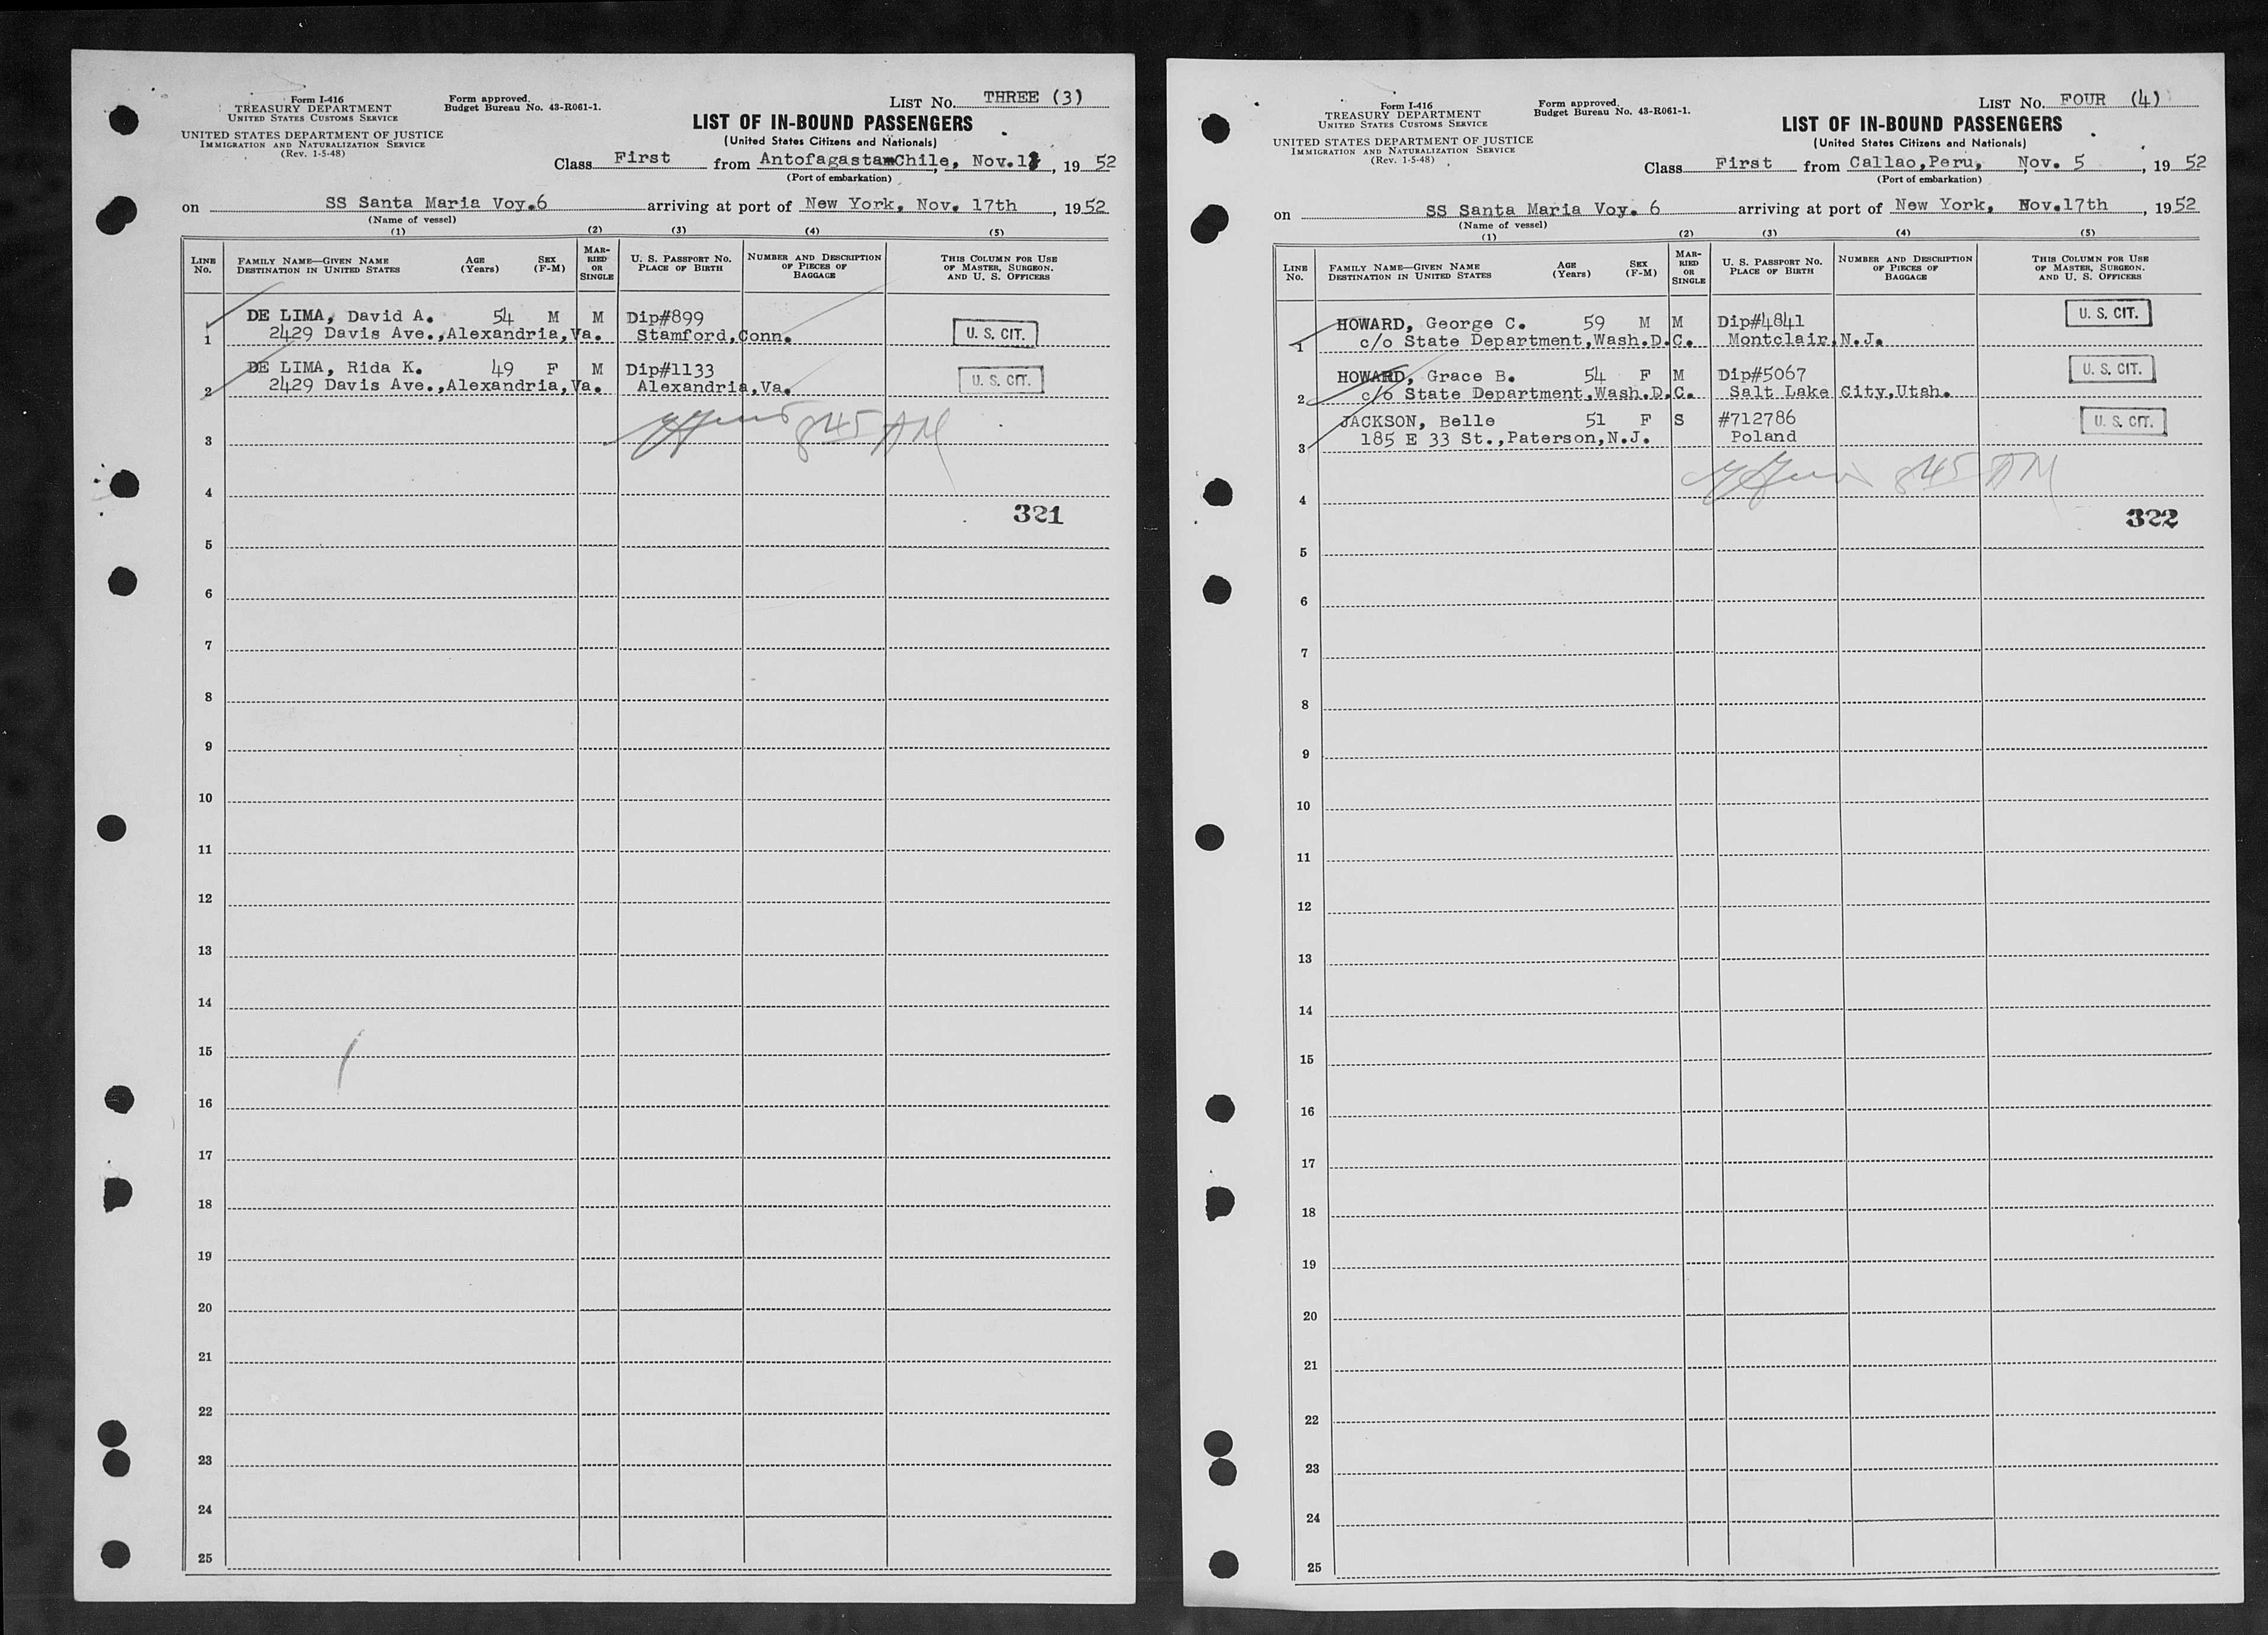 Form I-416
TREASURY DEPARTMENT
UNITED STATES CUSTOMS SERVICE
UNITED STATES DEPARTMENT OF JUSTICE
IMMIGRATION AND NATURALIZATION SERVICE
(Rev. 1-5-48)
Form approved.
Budget Bureau No. 43-R061-1.
LIST NO. THREE (3)
LIST OF IN-BOUND PASSENGERS
(United States Citizens and Nationals)
Class First from Antofagasta Chile, Nov. , 19 52
(Port of embarkation)
on SS Santa Maria Voy.6 arriving at port of New York, Nov. 17th , 1952
(Name of vessel)
(1) (2) (3) (4) (5)
LINE NO. FAMILY NAME—GIVEN NAME DESTINATION IN UNITED STATES AGE (Years) SEX (F-M) MARRIED OR SINGLE U. S. PASSPORT NO. PLACE OF BIRTH NUMBER AND DESCRIPTION OF PIECES OF BAGGAGE THIS COLUMN FOR USE OF MASTER, SURGEON, AND U. S. OFFICERS
DE LIMA, David A. 54 M M Dip#899
1 2429 Davis Ave.,Alexandria,Va. Stamford,Conn. U. S. CIT.
DE LIMA, Rida K. 49 F M Dip#1133
2 2429 Davis Ave.,Alexandria,Va. Alexandria,Va. U. S. CIT.
845 AM
3
4
321
5
6
7
8
9
10
11
12
13
14
15
16
17
18
19
20
21
22
23
24
25
Form I-416
TREASURY DEPARTMENT
UNITED STATES CUSTOMS SERVICE
UNITED STATES DEPARTMENT OF JUSTICE
IMMIGRATION AND NATURALIZATION SERVICE
(Rev. 1-5-48)
Form approved.
Budget Bureau No. 43-R061-1.
LIST NO. FOUR (4)
LIST OF IN-BOUND PASSENGERS
(United States Citizens and Nationals)
Class First from Callao,Peru, Nov. 5 , 19 52
(Port of embarkation)
on SS Santa Maria Voy. 6 arriving at port of New York, Nov.17th , 1952
(Name of vessel)
(1) (2) (3) (4) (5)
LINE NO. FAMILY NAME—GIVEN NAME DESTINATION IN UNITED STATES AGE (Years) SEX (F-M) MARRIED OR SINGLE U. S. PASSPORT NO. PLACE OF BIRTH NUMBER AND DESCRIPTION OF PIECES OF BAGGAGE THIS COLUMN FOR USE OF MASTER, SURGEON, AND U. S. OFFICERS
HOWARD, George C. 59 M M Dip#4841 U. S. CIT.
1 c/o State Department,Wash.D.C. Montclair,N.J.
HOWARD, Grace B. 54 F M Dip#5067 U. S. CIT.
2 c/o State Department,Wash.D.C. Salt Lake City,Utah.
JACKSON, Belle 51 F S #712786 U. S. CIT.
3 185 E 33 St.,Paterson,N.J. Poland
845 AM
4
322
5
6
7
8
9
10
11
12
13
14
15
16
17
18
19
20
21
22
23
24
25